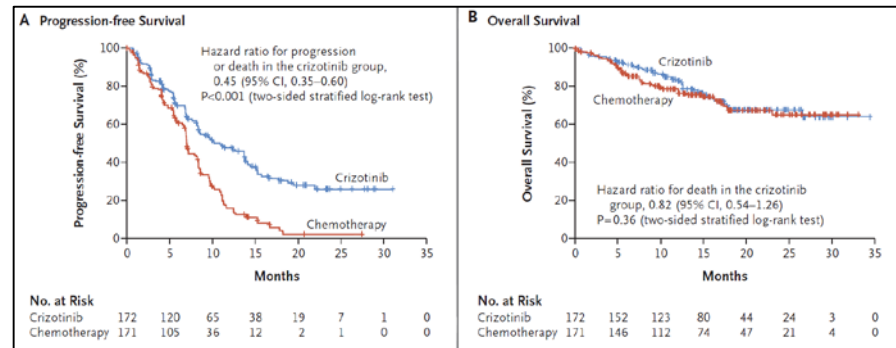 A Progression-free Survival
Progression-free Survival (%)
100
80
60
40
20
0
Hazard ratio for progression
or death in the crizotinib group,
0.45 (95% CI, 0.35–0.60)
P<0.001 (two-sided stratified log-rank test)
Crizotinib
Chemotherapy
0 5 10 15 20 25 30 35
Months
No. at Risk
Crizotinib 172 120 65 38 19 7 1 0
Chemotherapy 171 105 36 12 2 1 0 0
B Overall Survival
Overall Survival (%)
100
80
60
40
20
0
Crizotinib
Chemotherapy
Hazard ratio for death in the crizotinib
group, 0.82 (95% CI, 0.54–1.26)
P=0.36 (two-sided stratified log-rank test)
0 5 10 15 20 25 30 35
Months
No. at Risk
Crizotinib 172 152 123 80 44 24 3 0
Chemotherapy 171 146 112 74 47 21 4 0